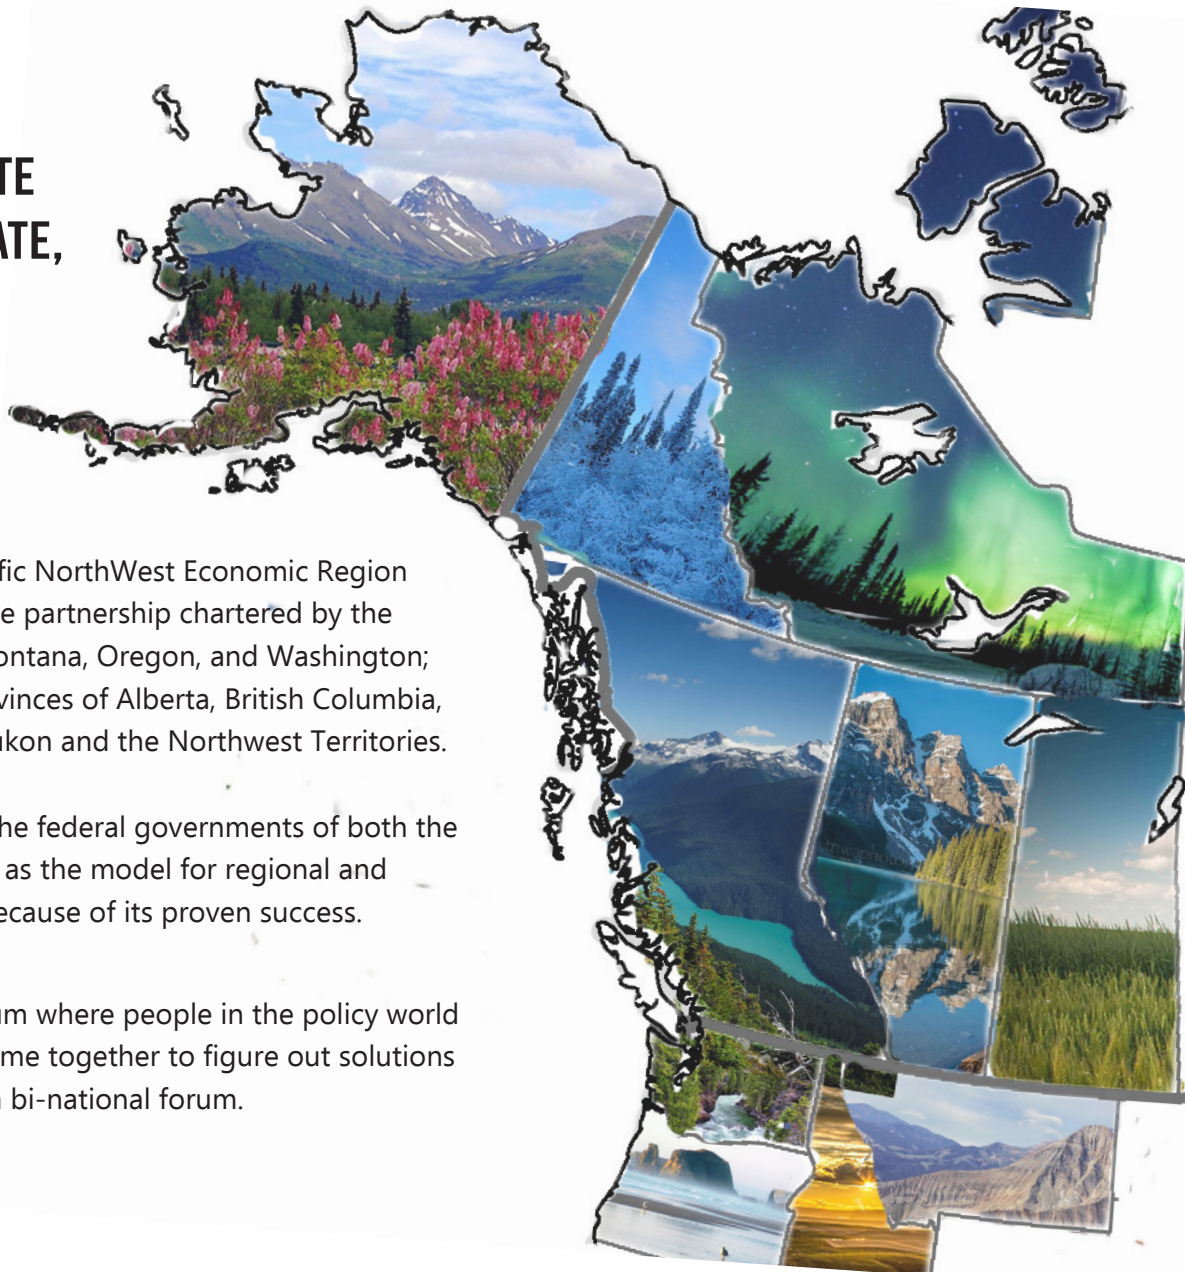 TE
ATE,
fic NorthWest Economic Region
e partnership chartered by the
ontana, Oregon, and Washington;
vinces of Alberta, British Columbia,
ukon and the Northwest Territories.
he federal governments of both the
as the model for regional and
ecause of its proven success.
um where people in the policy world
me together to figure out solutions
bi-national forum.